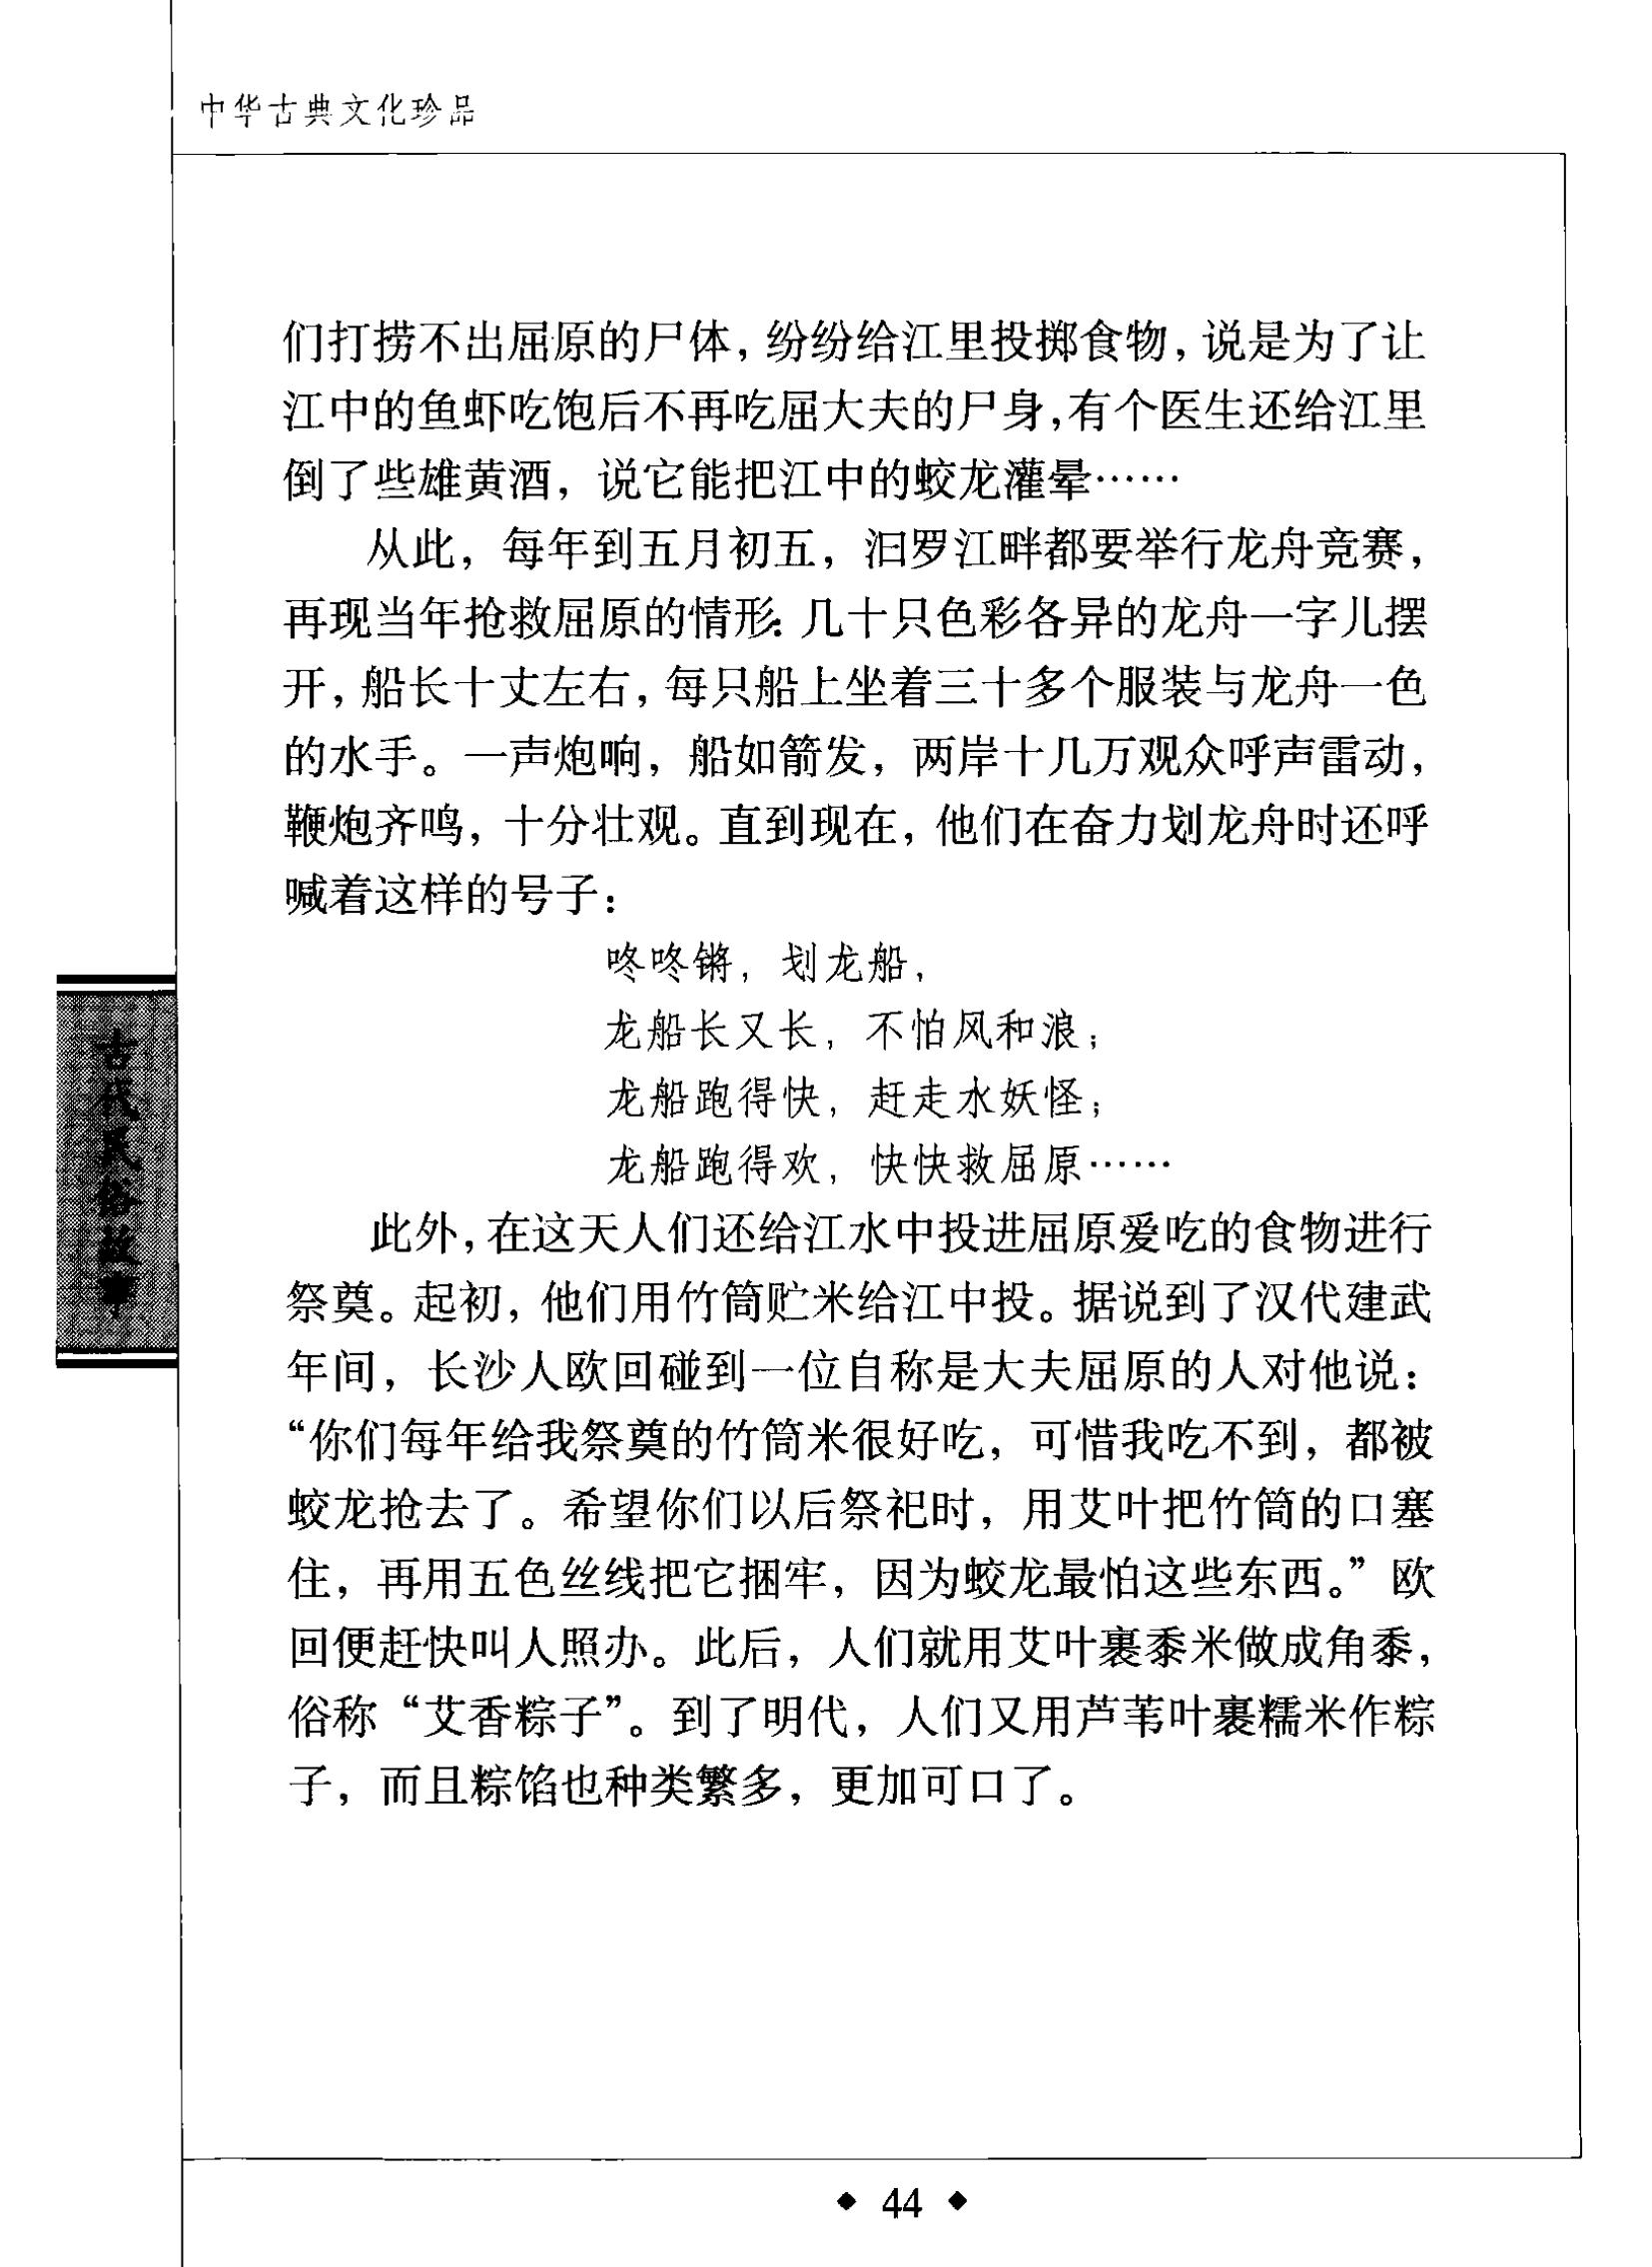 中华古典文化珍品
们打捞不出屈原的尸体，纷纷给江里投掷食物，说是为了让
江中的鱼虾吃饱后不再吃屈大夫的尸身，有个医生还给江里
倒了些雄黄酒，说它能把江中的蛟龙灌晕……
从此，每年到五月初五，汨罗江畔都要举行龙舟竞赛，
再现当年抢救屈原的情形：几十只色彩各异的龙舟一字儿摆
开，船长十丈左右，每只船上坐着三十多个服装与龙舟一色
的水手。一声炮响，船如箭发，两岸十几万观众呼声雷动，
鞭炮齐鸣，十分壮观。直到现在，他们在奋力划龙舟时还呼
喊着这样的号子：
咚咚锵，划龙船，
龙船长又长，不怕风和浪；
龙船跑得快，赶走水妖怪；
龙船跑得欢，快快救屈原……
此外，在这天人们还给江水中投进屈原爱吃的食物进行
祭奠。起初，他们用竹筒贮米给江中投。据说到了汉代建武
年间，长沙人欧回碰到一位自称是大夫屈原的人对他说：
“你们每年给我祭奠的竹筒米很好吃，可惜我吃不到，都被
蛟龙抢去了。希望你们以后祭祀时，用艾叶把竹筒的口塞
住，再用五色丝线把它捆牢，因为蛟龙最怕这些东西。”欧
回便赶快叫人照办。此后，人们就用艾叶裹黍米做成角黍，
俗称“艾香粽子”。到了明代，人们又用芦苇叶裹糯米作粽
子，而且粽馅也种类繁多，更加可口了。
古代民俗故事
◆ 44 ◆